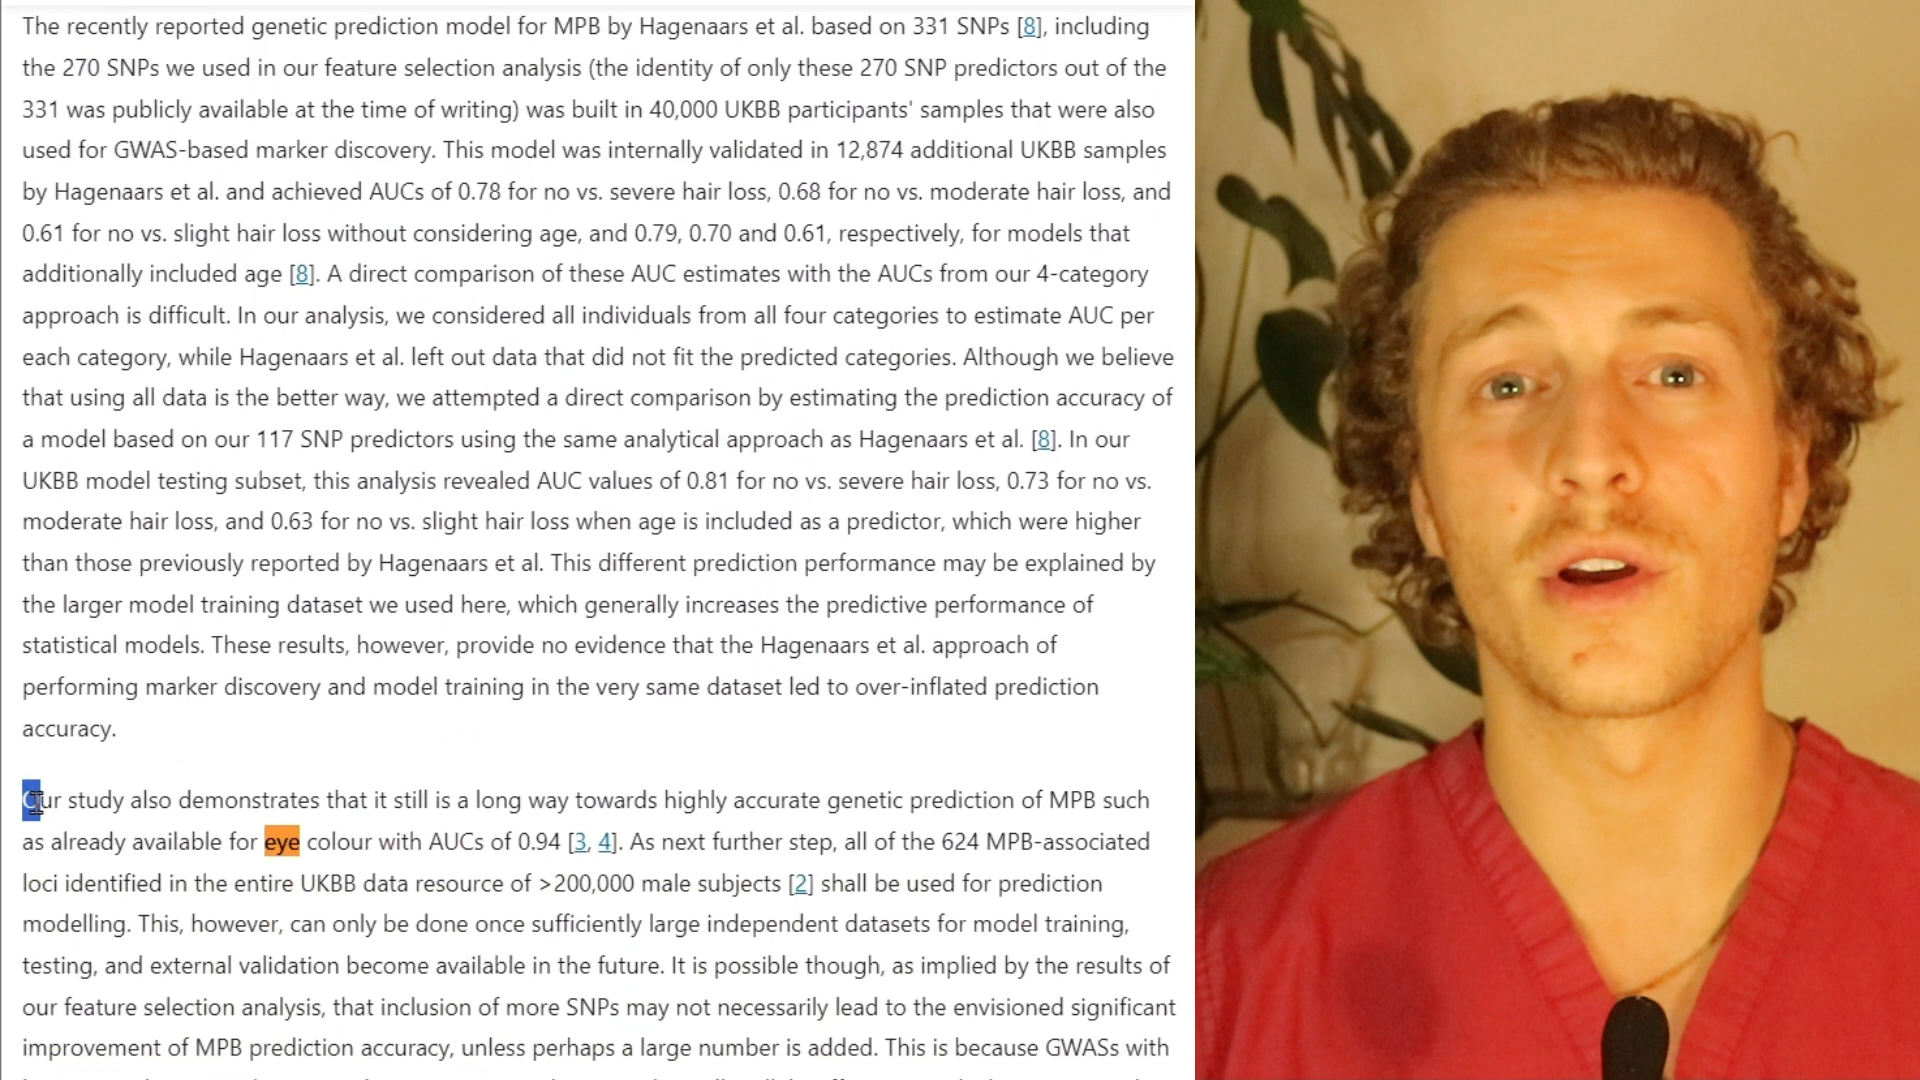 The recently reported genetic prediction model for MPB by Hagenaars et al. based on 331 SNPs [8], including
the 270 SNPs we used in our feature selection analysis (the identity of only these 270 SNP predictors out of the
331 was publicly available at the time of writing) was built in 40,000 UKBB participants' samples that were also
used for GWAS-based marker discovery. This model was internally validated in 12,874 additional UKBB samples
by Hagenaars et al. and achieved AUCs of 0.78 for no vs. severe hair loss, 0.68 for no vs. moderate hair loss, and
0.61 for no vs. slight hair loss without considering age, and 0.79, 0.70 and 0.61, respectively, for models that
additionally included age [8]. A direct comparison of these AUC estimates with the AUCs from our 4-category
approach is difficult. In our analysis, we considered all individuals from all four categories to estimate AUC per
each category, while Hagenaars et al. left out data that did not fit the predicted categories. Although we believe
that using all data is the better way, we attempted a direct comparison by estimating the prediction accuracy of
a model based on our 117 SNP predictors using the same analytical approach as Hagenaars et al. [8]. In our
UKBB model testing subset, this analysis revealed AUC values of 0.81 for no vs. severe hair loss, 0.73 for no vs.
moderate hair loss, and 0.63 for no vs. slight hair loss when age is included as a predictor, which were higher
than those previously reported by Hagenaars et al. This different prediction performance may be explained by
the larger model training dataset we used here, which generally increases the predictive performance of
statistical models. These results, however, provide no evidence that the Hagenaars et al. approach of
performing marker discovery and model training in the very same dataset led to over-inflated prediction
accuracy.
Our study also demonstrates that it still is a long way towards highly accurate genetic prediction of MPB such
as already available for eye colour with AUCs of 0.94 [3, 4]. As next further step, all of the 624 MPB-associated
loci identified in the entire UKBB data resource of >200,000 male subjects [2] shall be used for prediction
modelling. This, however, can only be done once sufficiently large independent datasets for model training,
testing, and external validation become available in the future. It is possible though, as implied by the results of
our feature selection analysis, that inclusion of more SNPs may not necessarily lead to the envisioned significant
improvement of MPB prediction accuracy, unless perhaps a large number is added. This is because GWASs with